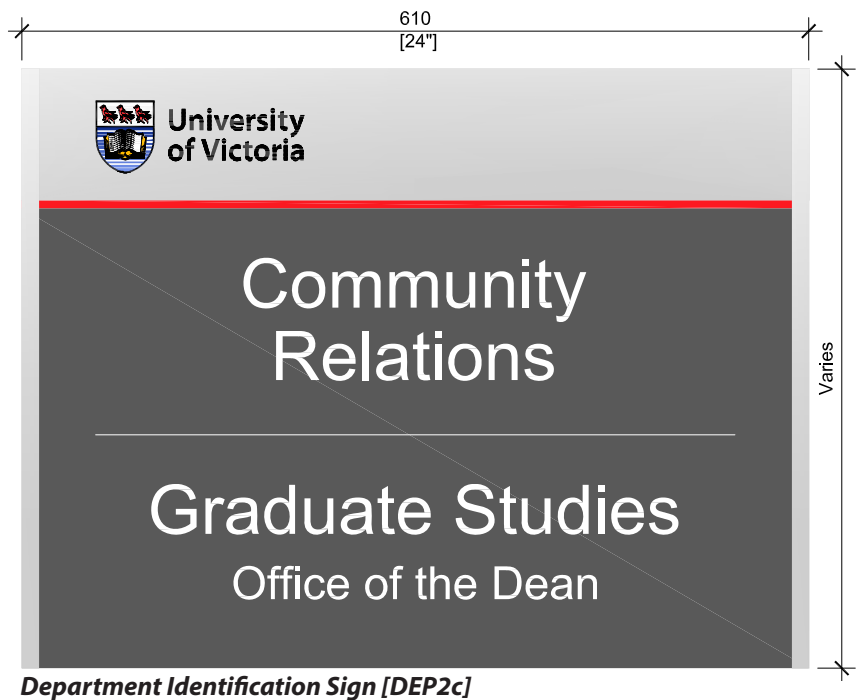 610
[24"]
University
of Victoria
Community
Relations
Varies
Graduate Studies
Office of the Dean
Department Identification Sign [DEP2c]